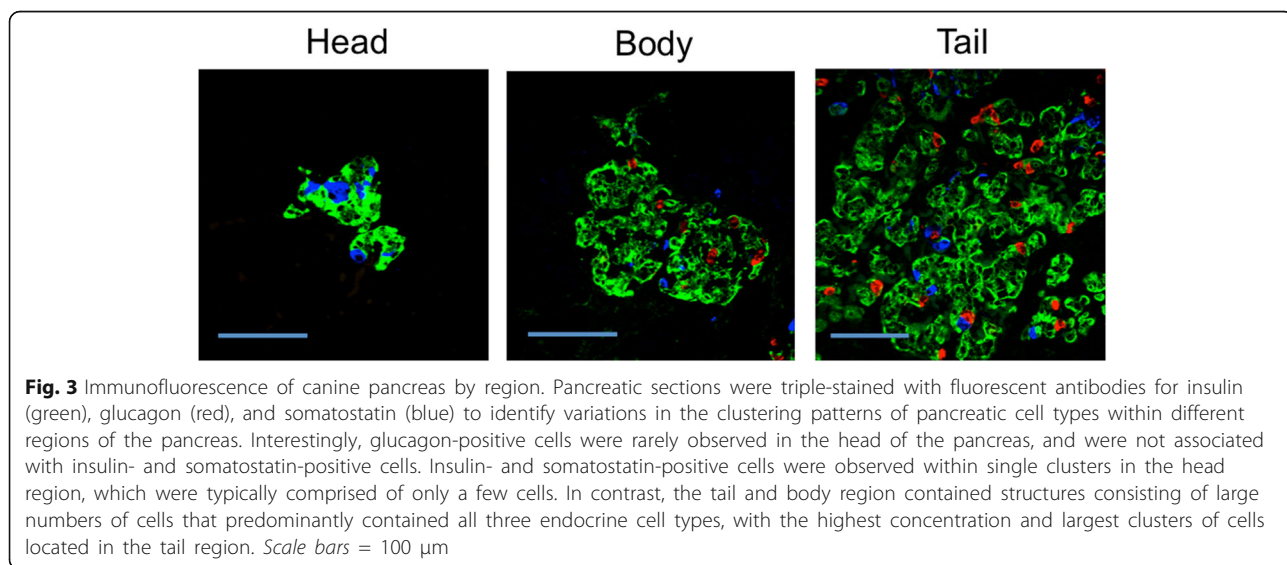 Head Body Tail
Fig. 3 Immunofluorescence of canine pancreas by region. Pancreatic sections were triple-stained with fluorescent antibodies for insulin
(green), glucagon (red), and somatostatin (blue) to identify variations in the clustering patterns of pancreatic cell types within different
regions of the pancreas. Interestingly, glucagon-positive cells were rarely observed in the head of the pancreas, and were not associated
with insulin- and somatostatin-positive cells. Insulin- and somatostatin-positive cells were observed within single clusters in the head
region, which were typically comprised of only a few cells. In contrast, the tail and body region contained structures consisting of large
numbers of cells that predominantly contained all three endocrine cell types, with the highest concentration and largest clusters of cells
located in the tail region. Scale bars = 100 μm